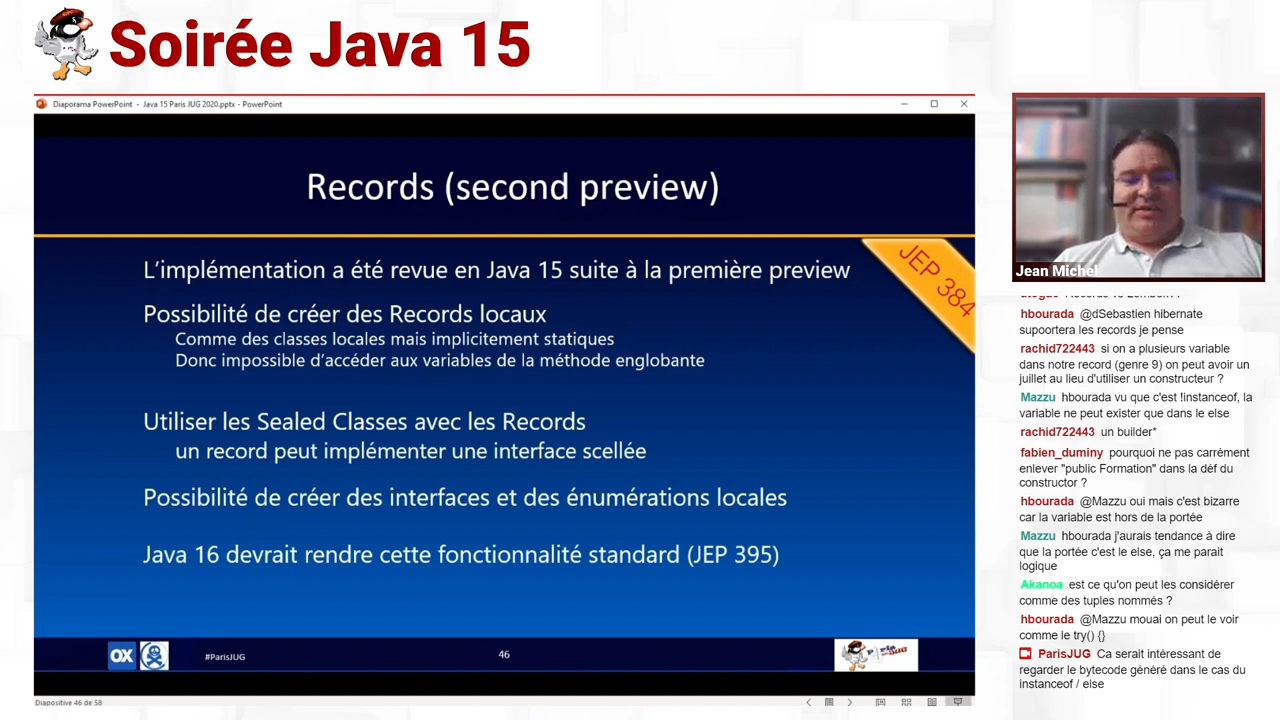 Soirée Java 15
Diaporama PowerPoint - Java 15 Paris JUG 2020.pptx - PowerPoint
Records (second preview)
JEP 384
L'implémentation a été revue en Java 15 suite à la première preview
Possibilité de créer des Records locaux
Comme des classes locales mais implicitement statiques
Donc impossible d'accéder aux variables de la méthode englobante
Utiliser les Sealed Classes avec les Records
un record peut implémenter une interface scellée
Possibilité de créer des interfaces et des énumérations locales
Java 16 devrait rendre cette fonctionnalité standard (JEP 395)
OX
#ParisJUG
46
Diapositive 46 de 58
Jean Michel
hbourada @dSebastien hibernate
supoortera les records je pense
rachid722443 si on a plusieurs variable
dans notre record (genre 9) on peut avoir un
juillet au lieu d'utiliser un constructeur ?
Mazzu hbourada vu que c'est !instanceof, la
variable ne peut exister que dans le else
rachid722443 un builder*
fabien_duminy pourquoi ne pas carrément
enlever "public Formation" dans la déf du
constructor ?
hbourada @Mazzu oui mais c'est bizarre
car la variable est hors de la portée
Mazzu hbourada j'aurais tendance à dire
que la portée c'est le else, ça me parait
logique
Akanoa est ce qu'on peut les considérer
comme des tuples nommés ?
hbourada @Mazzu mouai on peut le voir
comme le try() {}
ParisJUG Ca serait intéressant de
regarder le bytecode généré dans le cas du
instanceof / else